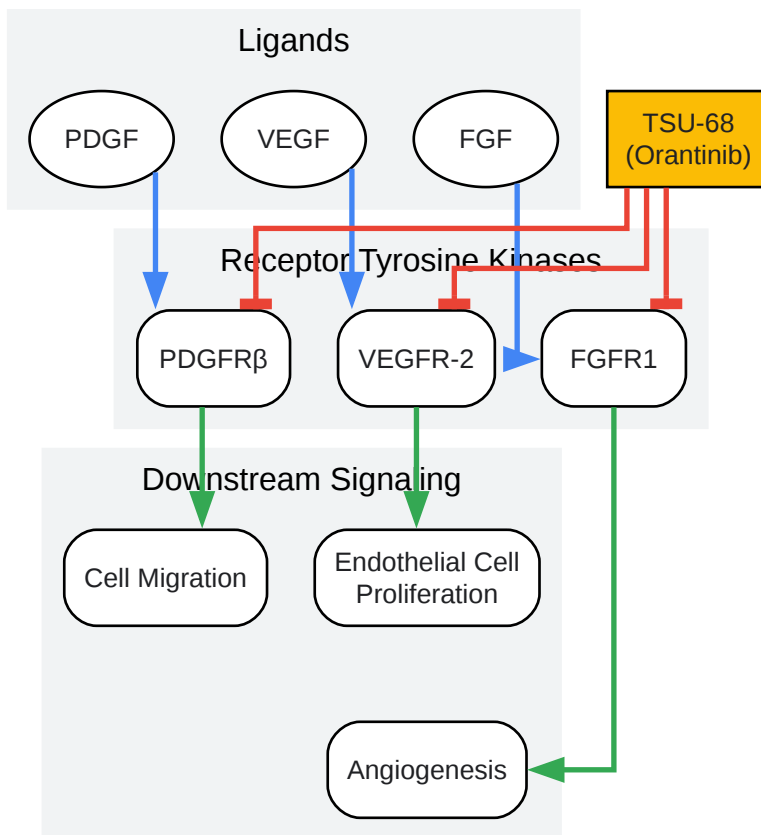 Ligands
PDGF
VEGF
FGF
TSU-68
(Orantinib)
Receptor Tyrosine Kinases
PDGFRβ
VEGFR-2
FGFR1
Downstream Signaling
Cell Migration
Endothelial Cell
Proliferation
Angiogenesis